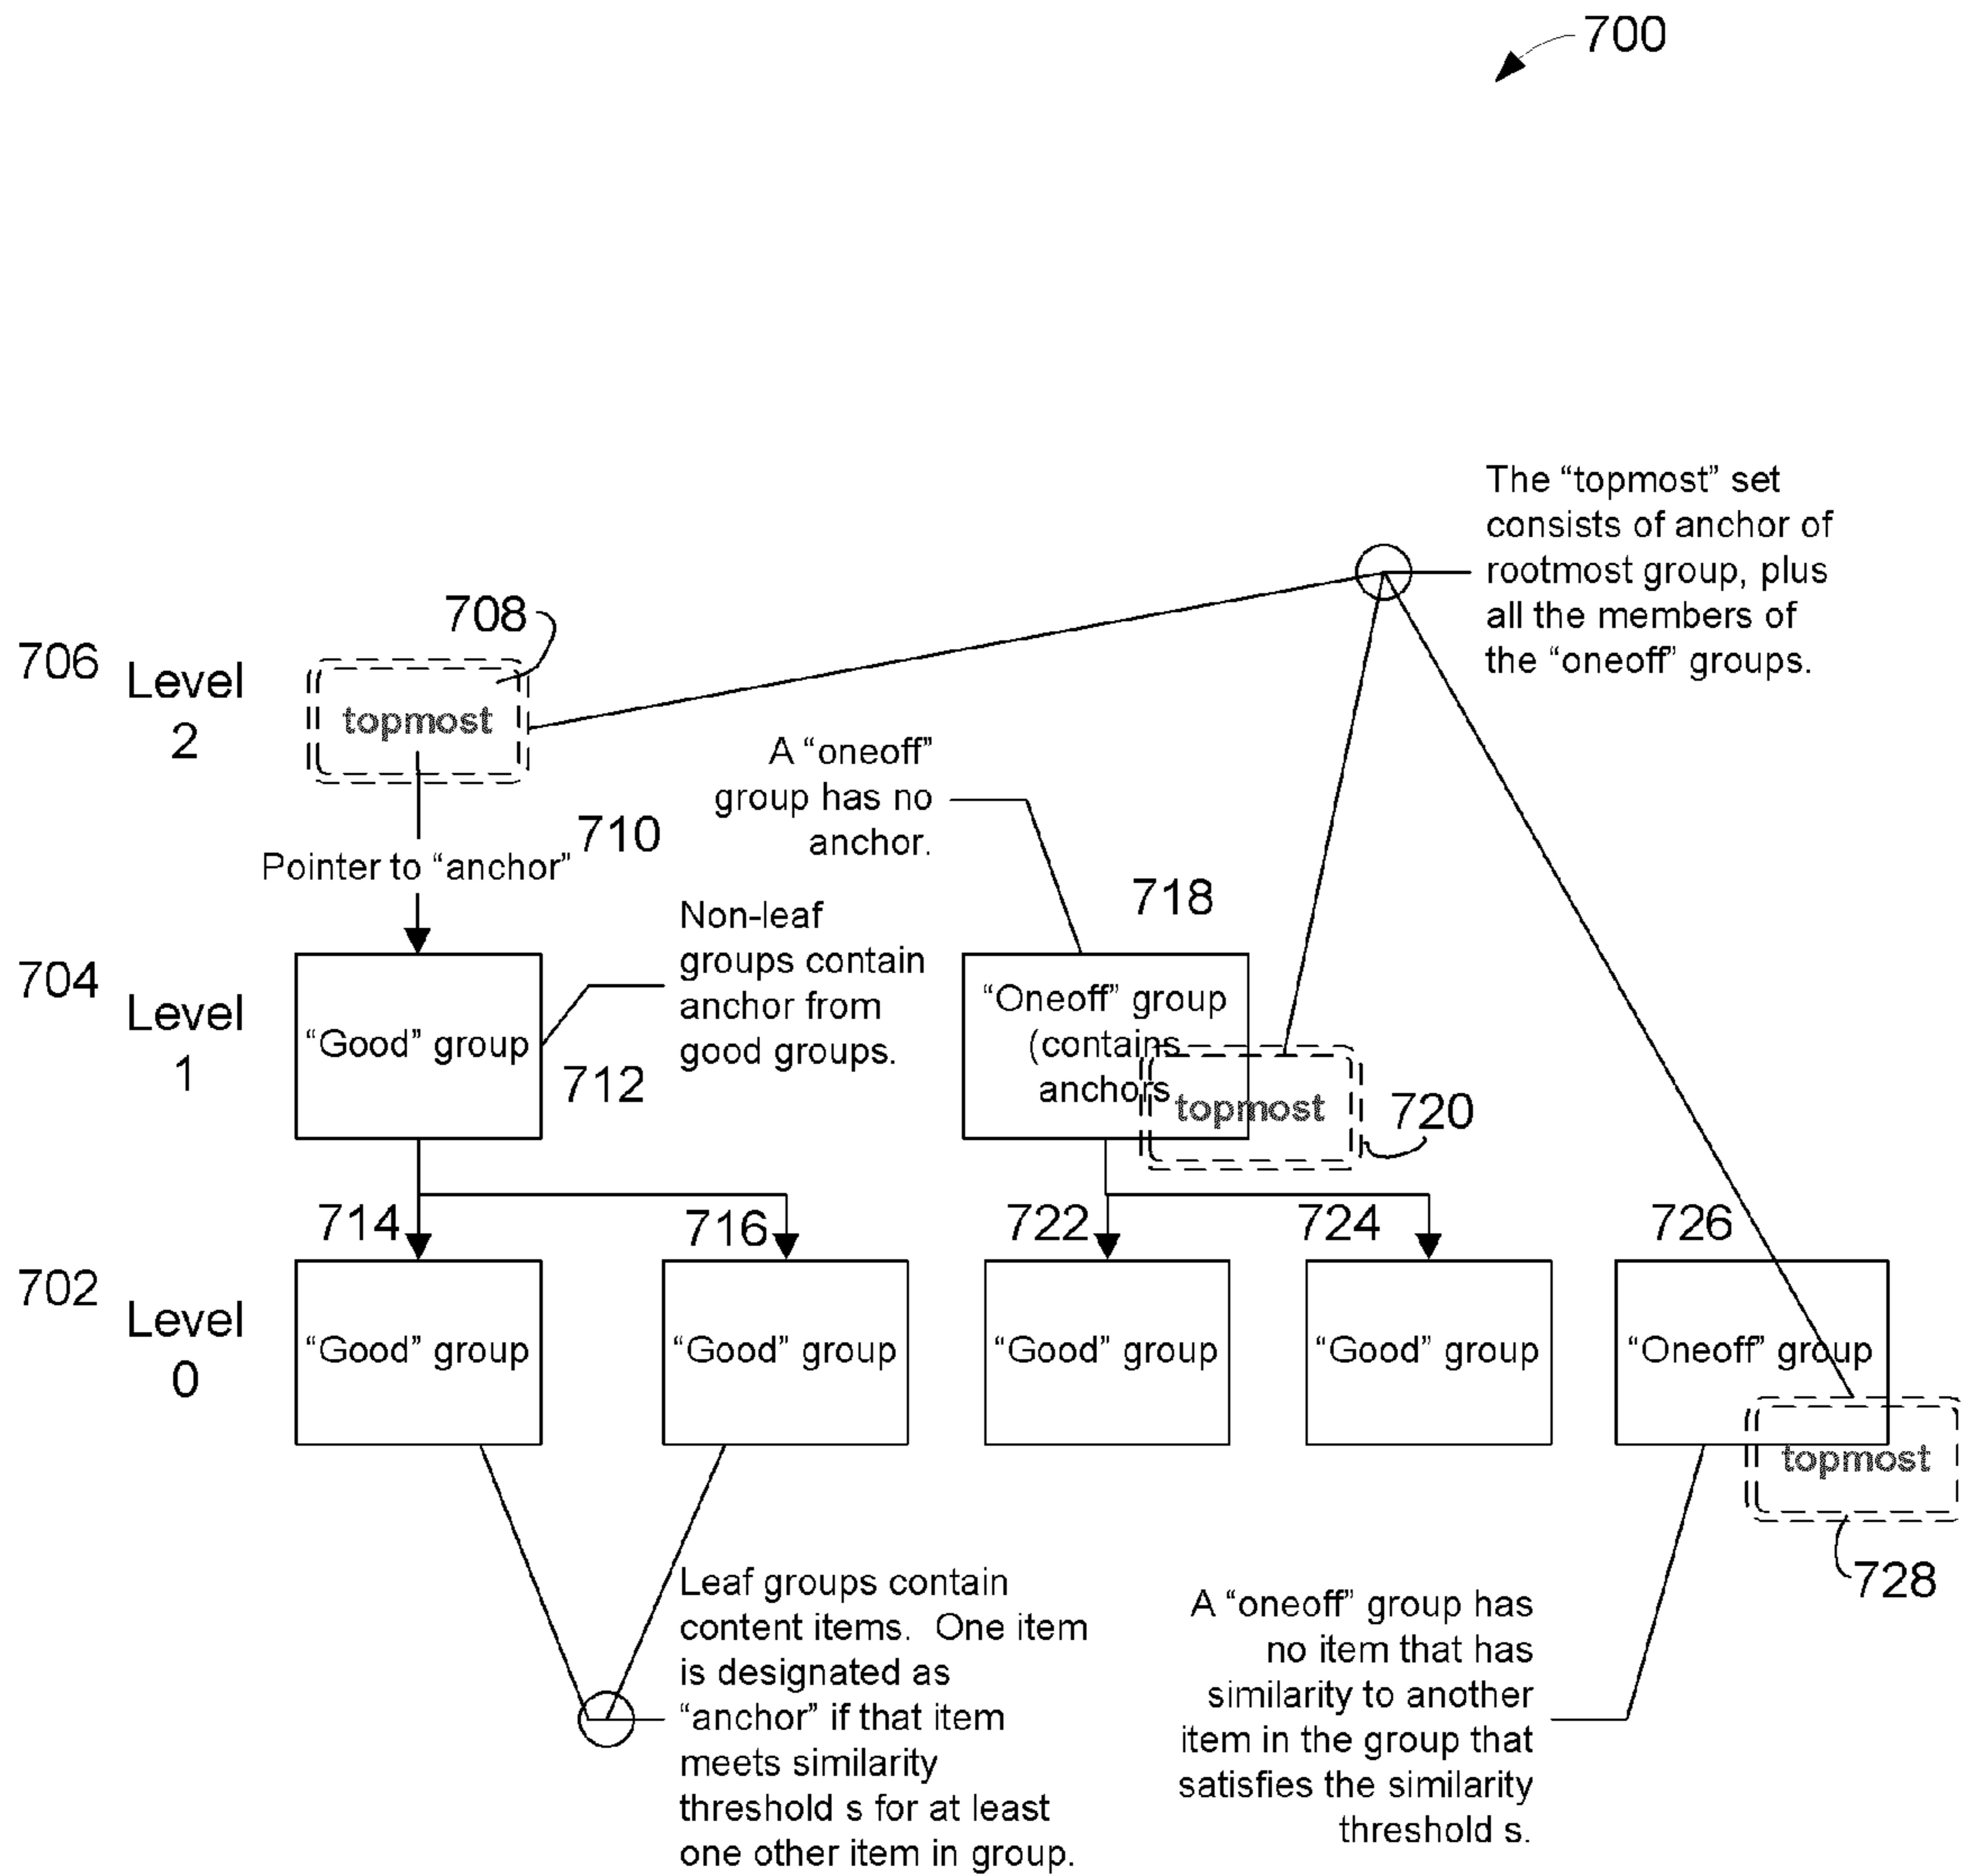 700
The “topmost” set
consists of anchor of
rootmost group, plus
all the members of
the “oneoff” groups.
708
706
Level
2
topmost
A “oneoff”
group has no
anchor.
710
Pointer to “anchor”
718
Non-leaf
groups contain
anchor from
good groups.
704
Level
1
“Good” group
712
“Oneoff” group
(contains
anchors
topmost
720
714
716
722
724
726
702
Level
0
“Good” group
“Good” group
“Good” group
“Good” group
“Oneoff” group
topmost
728
Leaf groups contain
content items.  One item
is designated as
“anchor” if that item
meets similarity
threshold s for at least
one other item in group.
A “oneoff” group has
no item that has
similarity to another
item in the group that
satisfies the similarity
threshold s.